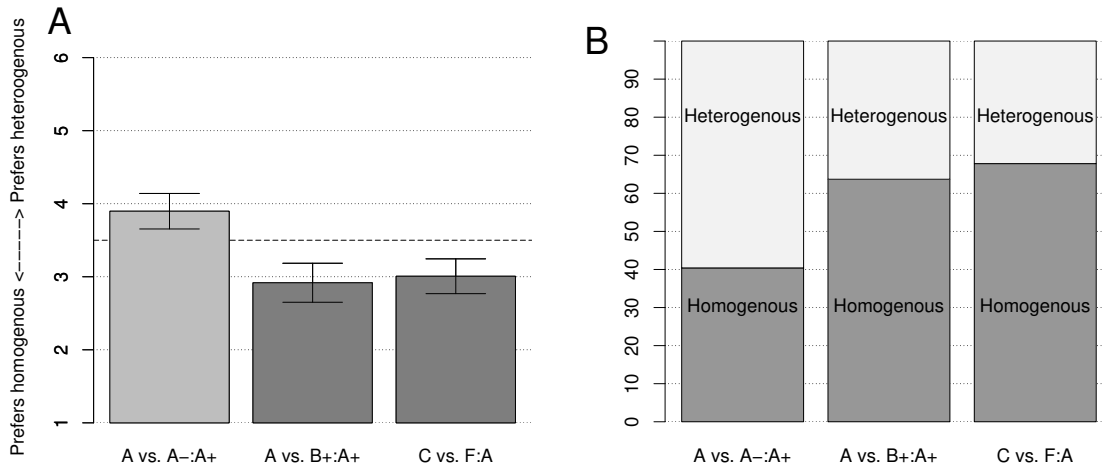 A
Prefers homogenous <------> Prefers heteroogenous
6
5
4
3
2
1
A vs. A−:A+ A vs. B+:A+ C vs. F:A
B
90
80
70
60
50
40
30
20
10
0
Heterogenous Heterogenous Heterogenous
Homogenous Homogenous Homogenous
A vs. A−:A+ A vs. B+:A+ C vs. F:A